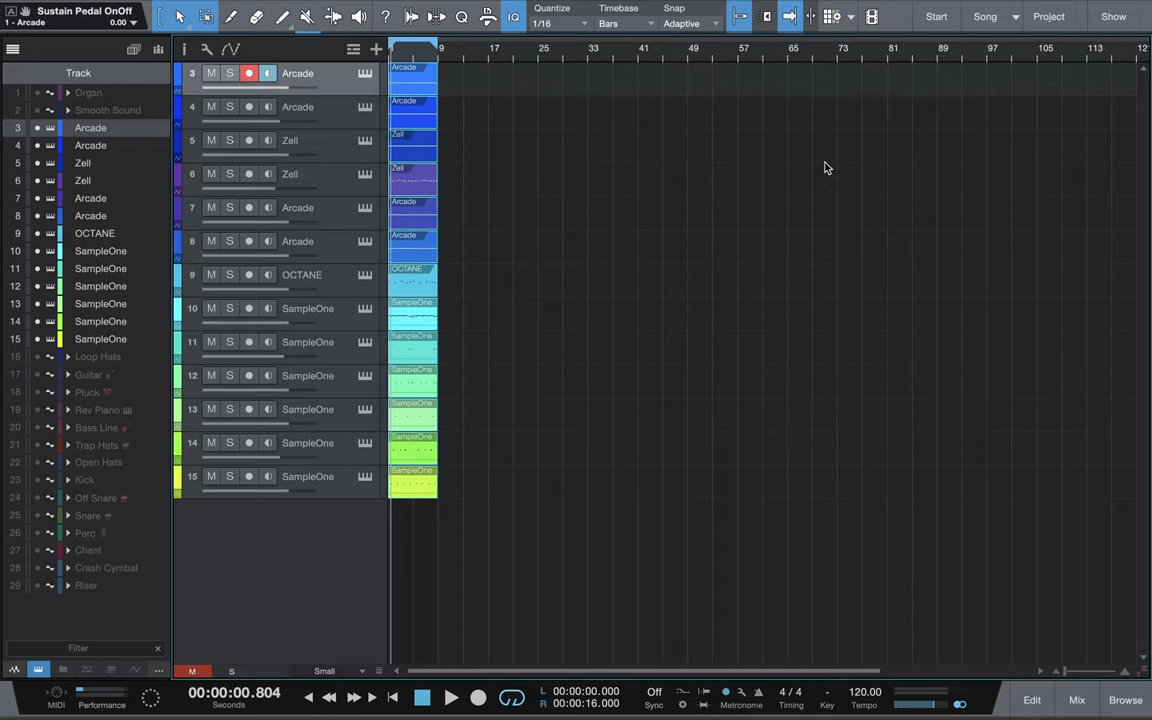 Sustain Pedal OnOff
1 - Arcade 0.00
IQ
Quantize
1/16
Timebase
Bars
Snap
Adaptive
Start
Song
Project
Show
Track
1 Organ
2 Smooth Sound
3 Arcade
4 Arcade
5 Zell
6 Zell
7 Arcade
8 Arcade
9 OCTANE
10 SampleOne
11 SampleOne
12 SampleOne
13 SampleOne
14 SampleOne
15 SampleOne
16 Loop Hats
17 Guitar
18 Pluck
19 Rev Piano
20 Bass Line
21 Trap Hats
22 Open Hats
23 Kick
24 Off Snare
25 Snare
26 Perc
27 Chant
28 Crash Cymbal
29 Riser
Filter
1 9 17 25 33 41 49 57 65 73 81 89 97 105 113 12
3 M S Arcade Arcade
4 M S Arcade Arcade
5 M S Zell Zell
6 M S Zell Zell
7 M S Arcade Arcade
8 M S Arcade Arcade
9 M S OCTANE OCTANE
10 M S SampleOne SampleOne
11 M S SampleOne SampleOne
12 M S SampleOne SampleOne
13 M S SampleOne SampleOne
14 M S SampleOne SampleOne
15 M S SampleOne SampleOne
M S Small
MIDI
Performance
00:00:00.804
Seconds
L 00:00:00.000
R 00:00:16.000
Off
Sync
Metronome
4 / 4
Timing
-
Key
120.00
Tempo
Edit
Mix
Browse